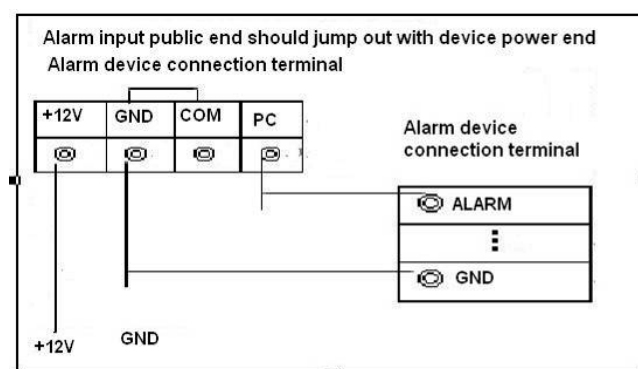 Alarm input public end should jump out with device power end
Alarm device connection terminal
+12V GND COM PC
Alarm device
connection terminal
ALARM
GND
+12V GND